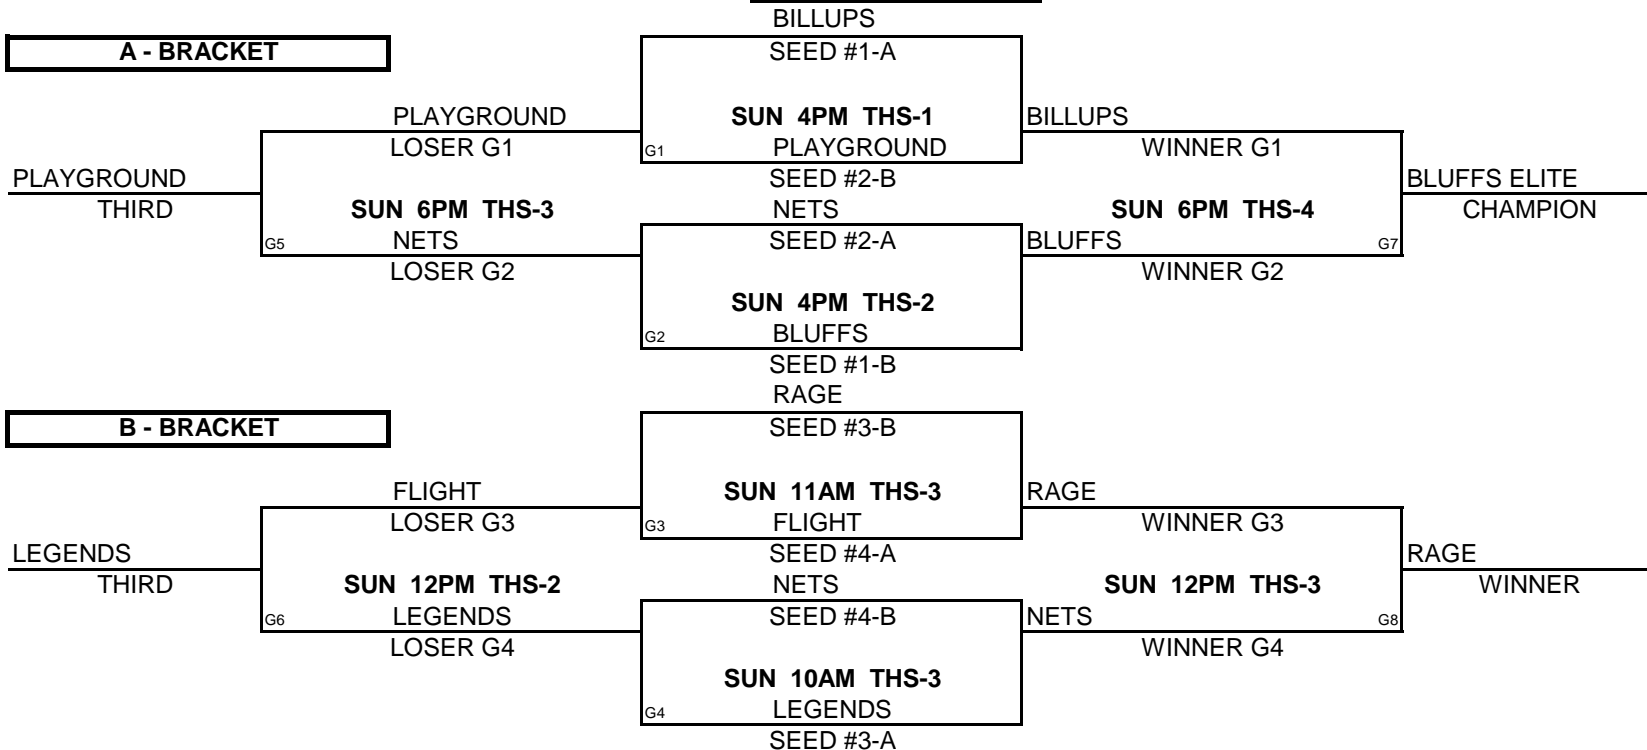 BILLUPS
A - BRACKET
SEED #1-A
PLAYGROUND
SUN 4PM THS-1
BILLUPS
LOSER G1
G1
PLAYGROUND
WINNER G1
PLAYGROUND
SEED #2-B
BLUFFS ELITE
THIRD
SUN 6PM THS-3
NETS
SUN 6PM THS-4
CHAMPION
G5
NETS
SEED #2-A
BLUFFS
G7
LOSER G2
WINNER G2
SUN 4PM THS-2
G2
BLUFFS
SEED #1-B
RAGE
B - BRACKET
SEED #3-B
FLIGHT
SUN 11AM THS-3
RAGE
LOSER G3
G3
FLIGHT
WINNER G3
LEGENDS
SEED #4-A
RAGE
THIRD
SUN 12PM THS-2
NETS
SUN 12PM THS-3
WINNER
G6
LEGENDS
SEED #4-B
NETS
G8
LOSER G4
WINNER G4
SUN 10AM THS-3
G4
LEGENDS
SEED #3-A